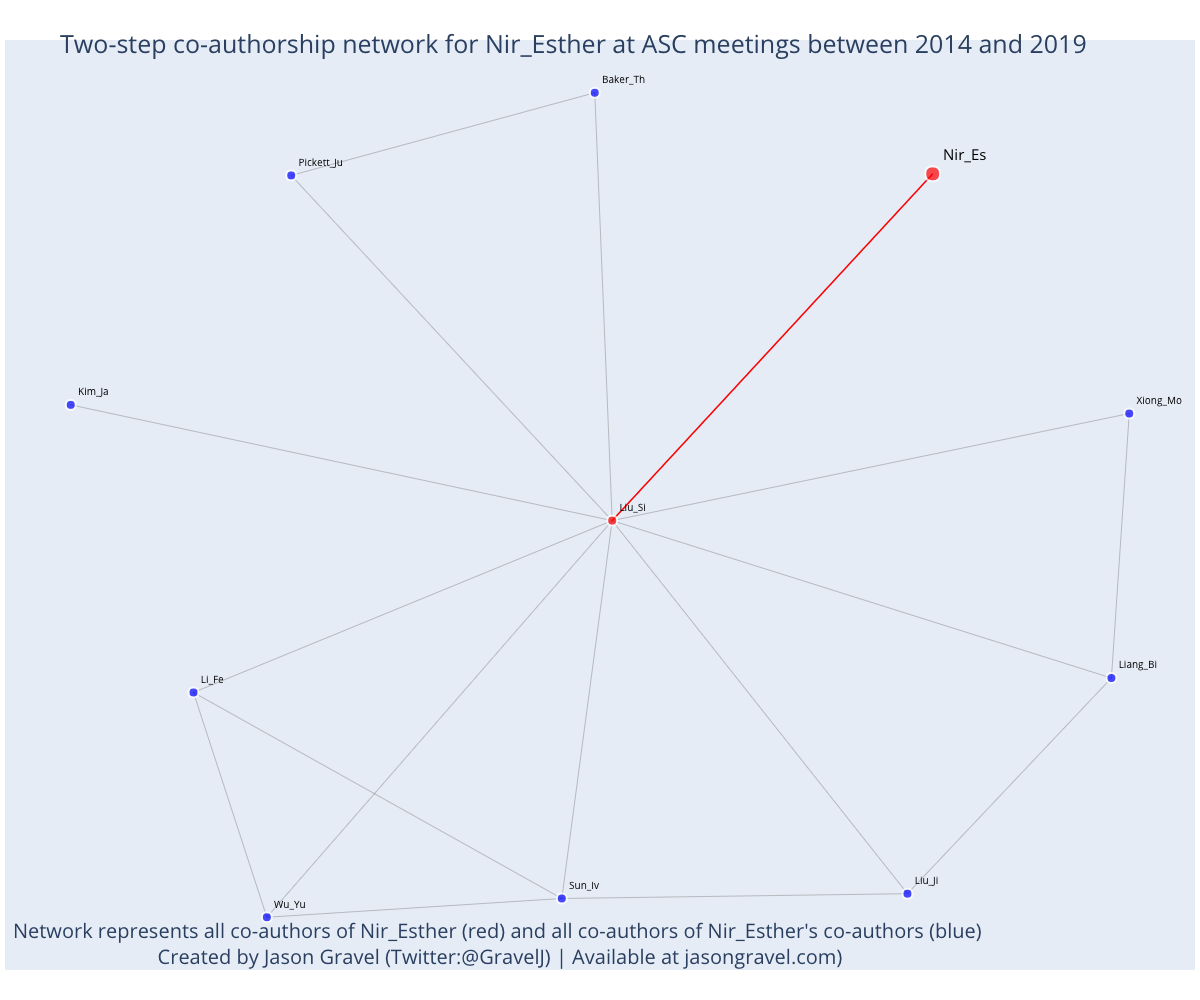 Two-step co-authorship network for Nir_Esther at ASC meetings between 2014 and 2019
Baker_Th
Nir_Es
Pickett_Ju
Kim_Ja
Xiong_Mo
Liu_Si
Liang_Bi
Li_Fe
Liu_Ji
Sun_Iv
Wu_Yu
Network represents all co-authors of Nir_Esther (red) and all co-authors of Nir_Esther's co-authors (blue)
Created by Jason Gravel (Twitter:@GravelJ) | Available at jasongravel.com)